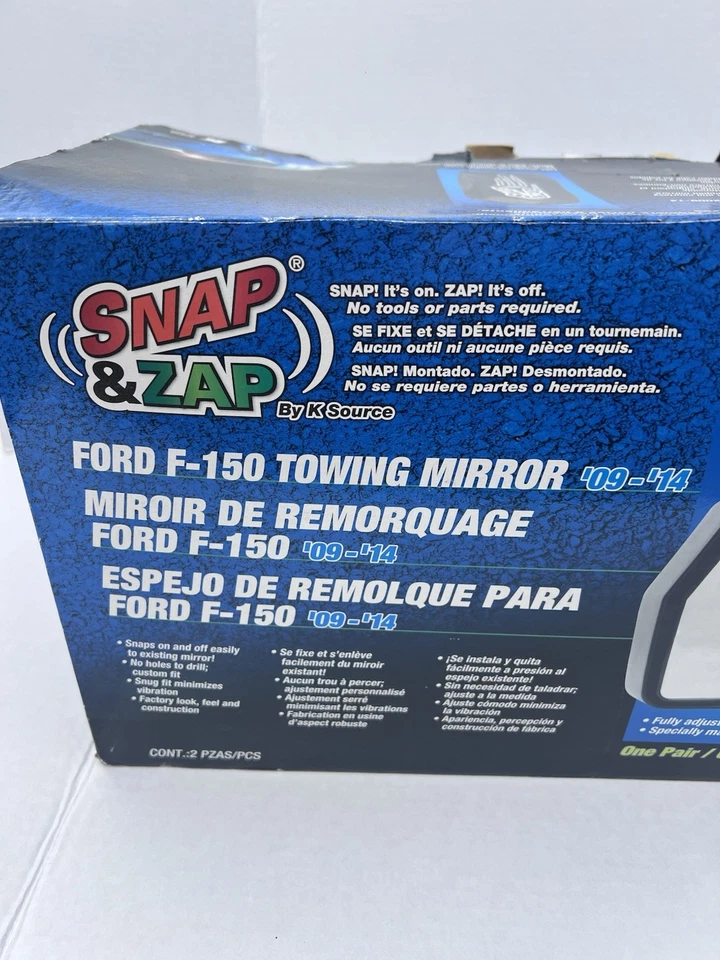 SNAP®
&ZAP
By K Source
SNAP! It's on. ZAP! It's off.
No tools or parts required.
SE FIXE et SE DÉTACHE en un tournemain.
Aucun outil ni aucune pièce requis.
SNAP! Montado. ZAP! Desmontado.
No se requiere partes o herramienta.
FORD F-150 TOWING MIRROR '09-'14
MIROIR DE REMORQUAGE
FORD F-150 '09-'14
ESPEJO DE REMOLQUE PARA
FORD F-150 '09-'14
• Snaps on and off easily
to existing mirror!
• No holes to drill;
custom fit
• Snug fit minimizes
vibration
• Factory look, feel and
construction
• Se fixe et s'enlève
facilement du miroir
existant!
• Aucun trou à percer;
ajustement personnalisé
• Ajustement serré
minimisant les vibrations
• Fabrication en usine
d'aspect robuste
• ¡Se instala y quita
fácilmente a presión al
espejo existente!
• Sin necesidad de taladrar;
ajuste a la medida
• Ajuste cómodo minimiza
la vibración
• Apariencia, percepción y
construcción de fábrica
CONT.:2 PZAS/PCS
• Fully
• Specially
One Pair /